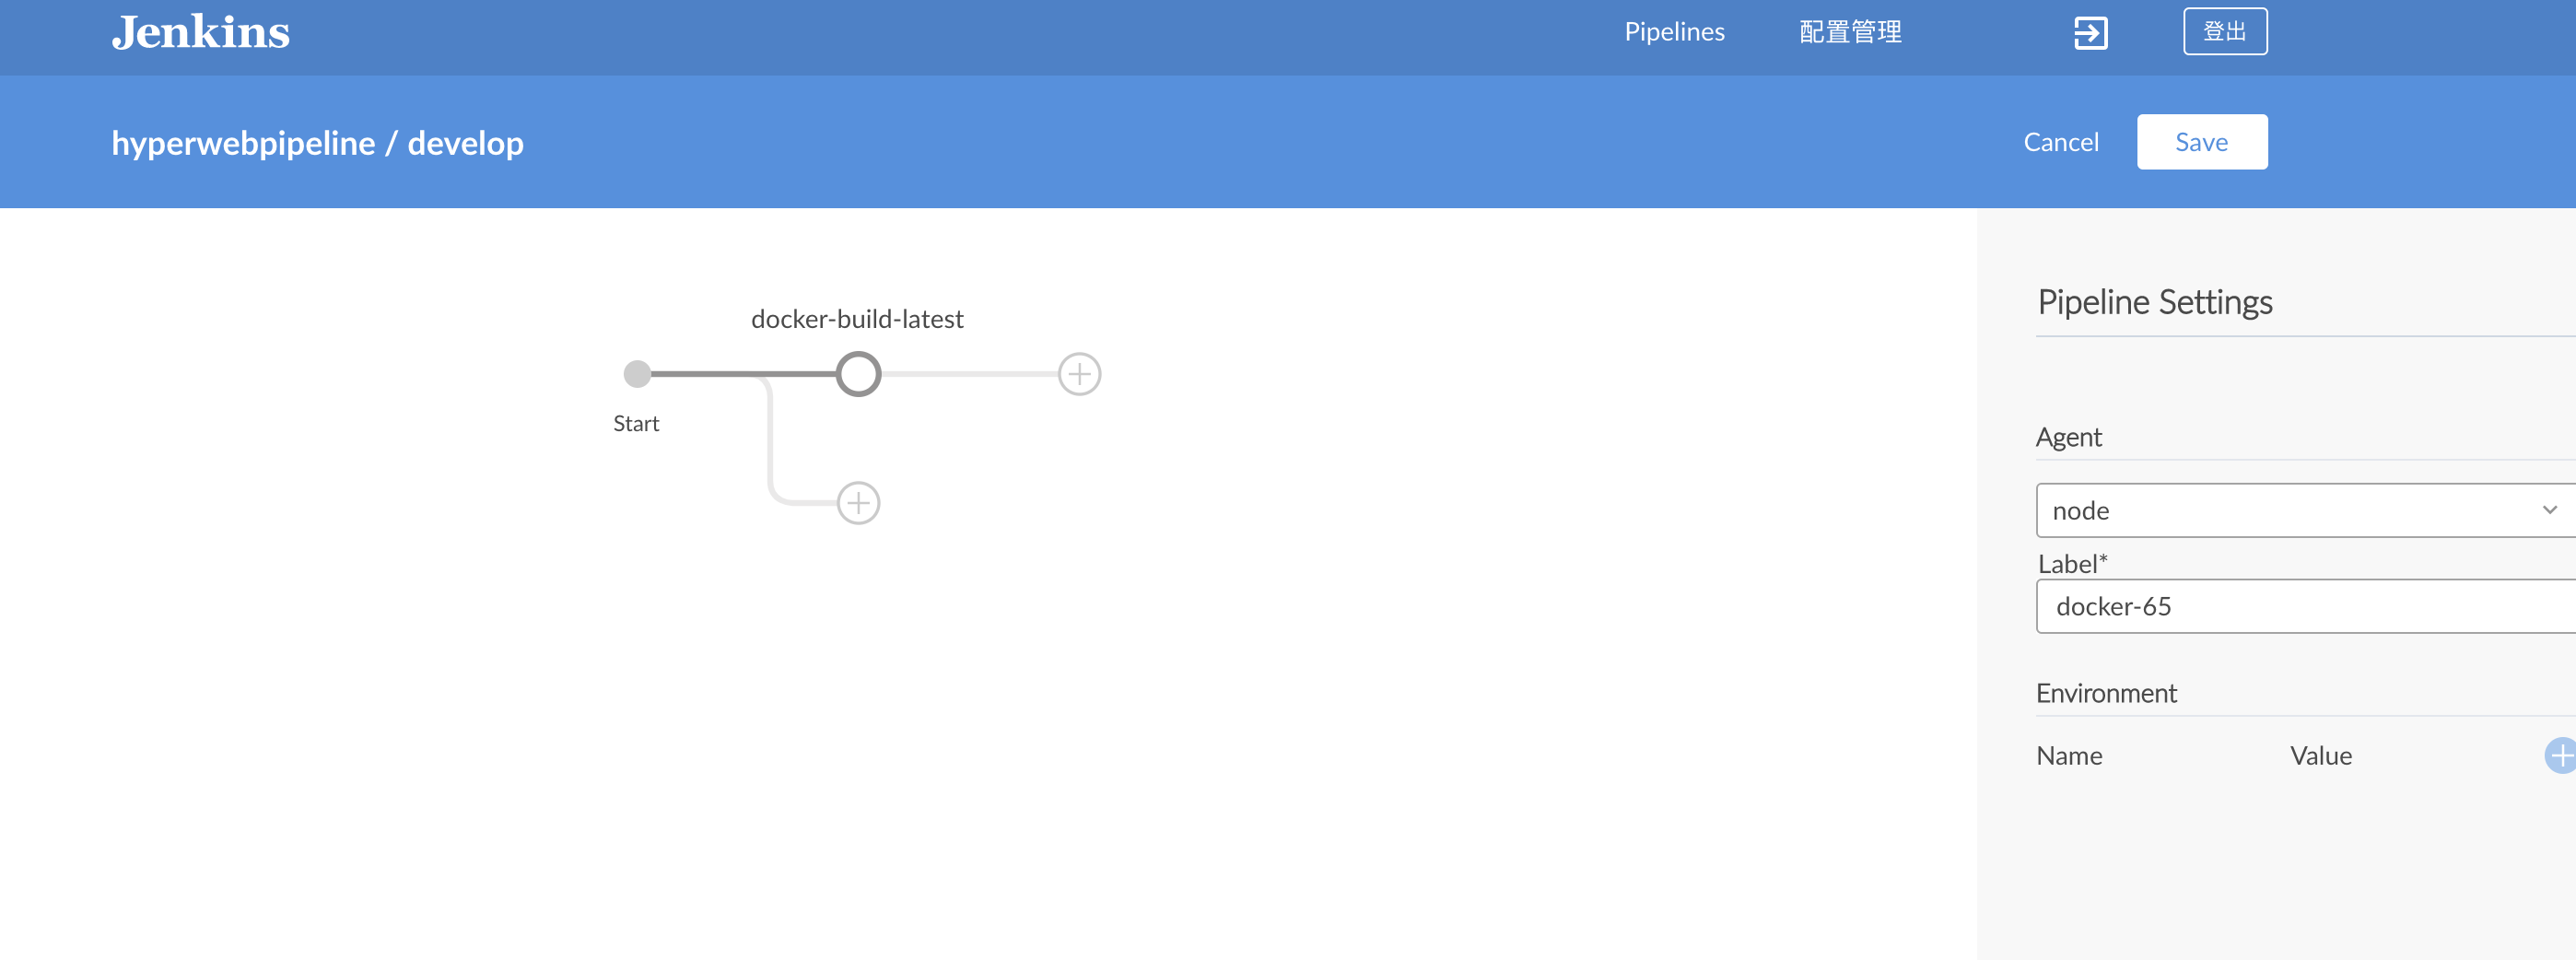 Jenkins
Pipelines
配置管理
登出
hyperwebpipeline / develop
Cancel
Save
docker-build-latest
Start
Pipeline Settings
Agent
node
Label*
docker-65
Environment
Name
Value